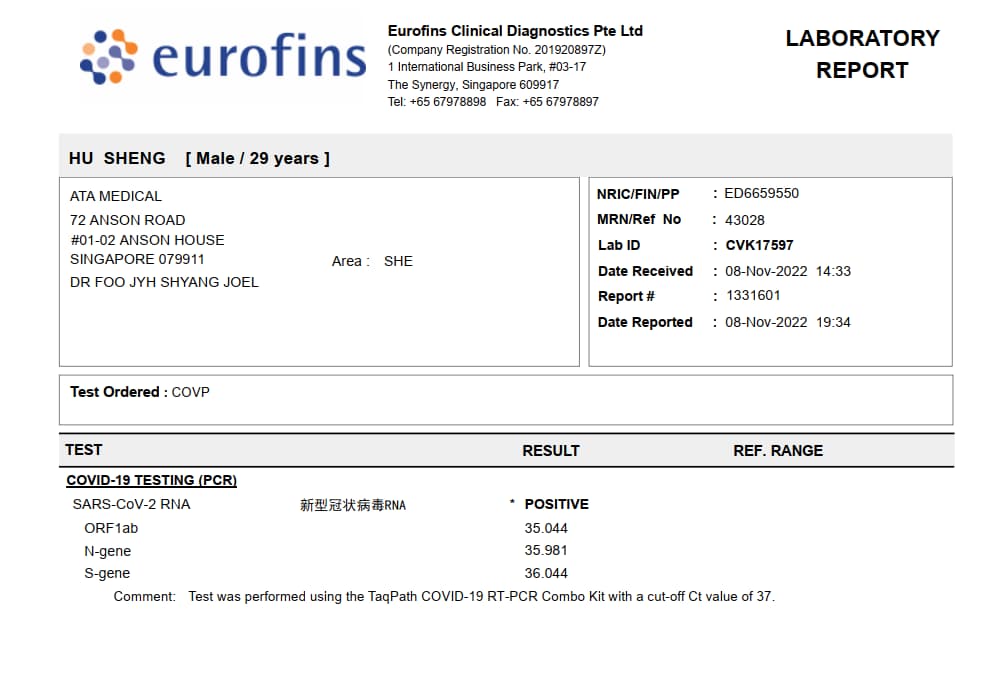 eurofins
Eurofins Clinical Diagnostics Pte Ltd
(Company Registration No. 201920897Z)
1 International Business Park, #03-17
The Synergy, Singapore 609917
Tel: +65 67978898 Fax: +65 67978897
LABORATORY
REPORT
HU SHENG [ Male / 29 years ]
ATA MEDICAL
72 ANSON ROAD
#01-02 ANSON HOUSE
SINGAPORE 079911
DR FOO JYH SHYANG JOEL
Area : SHE
NRIC/FIN/PP : ED6659550
MRN/Ref No : 43028
Lab ID : CVK17597
Date Received : 08-Nov-2022 14:33
Report # : 1331601
Date Reported : 08-Nov-2022 19:34
Test Ordered : COVP
TEST RESULT REF. RANGE
COVID-19 TESTING (PCR)
SARS-CoV-2 RNA 新型冠状病毒RNA * POSITIVE
ORF1ab 35.044
N-gene 35.981
S-gene 36.044
Comment: Test was performed using the TaqPath COVID-19 RT-PCR Combo Kit with a cut-off Ct value of 37.